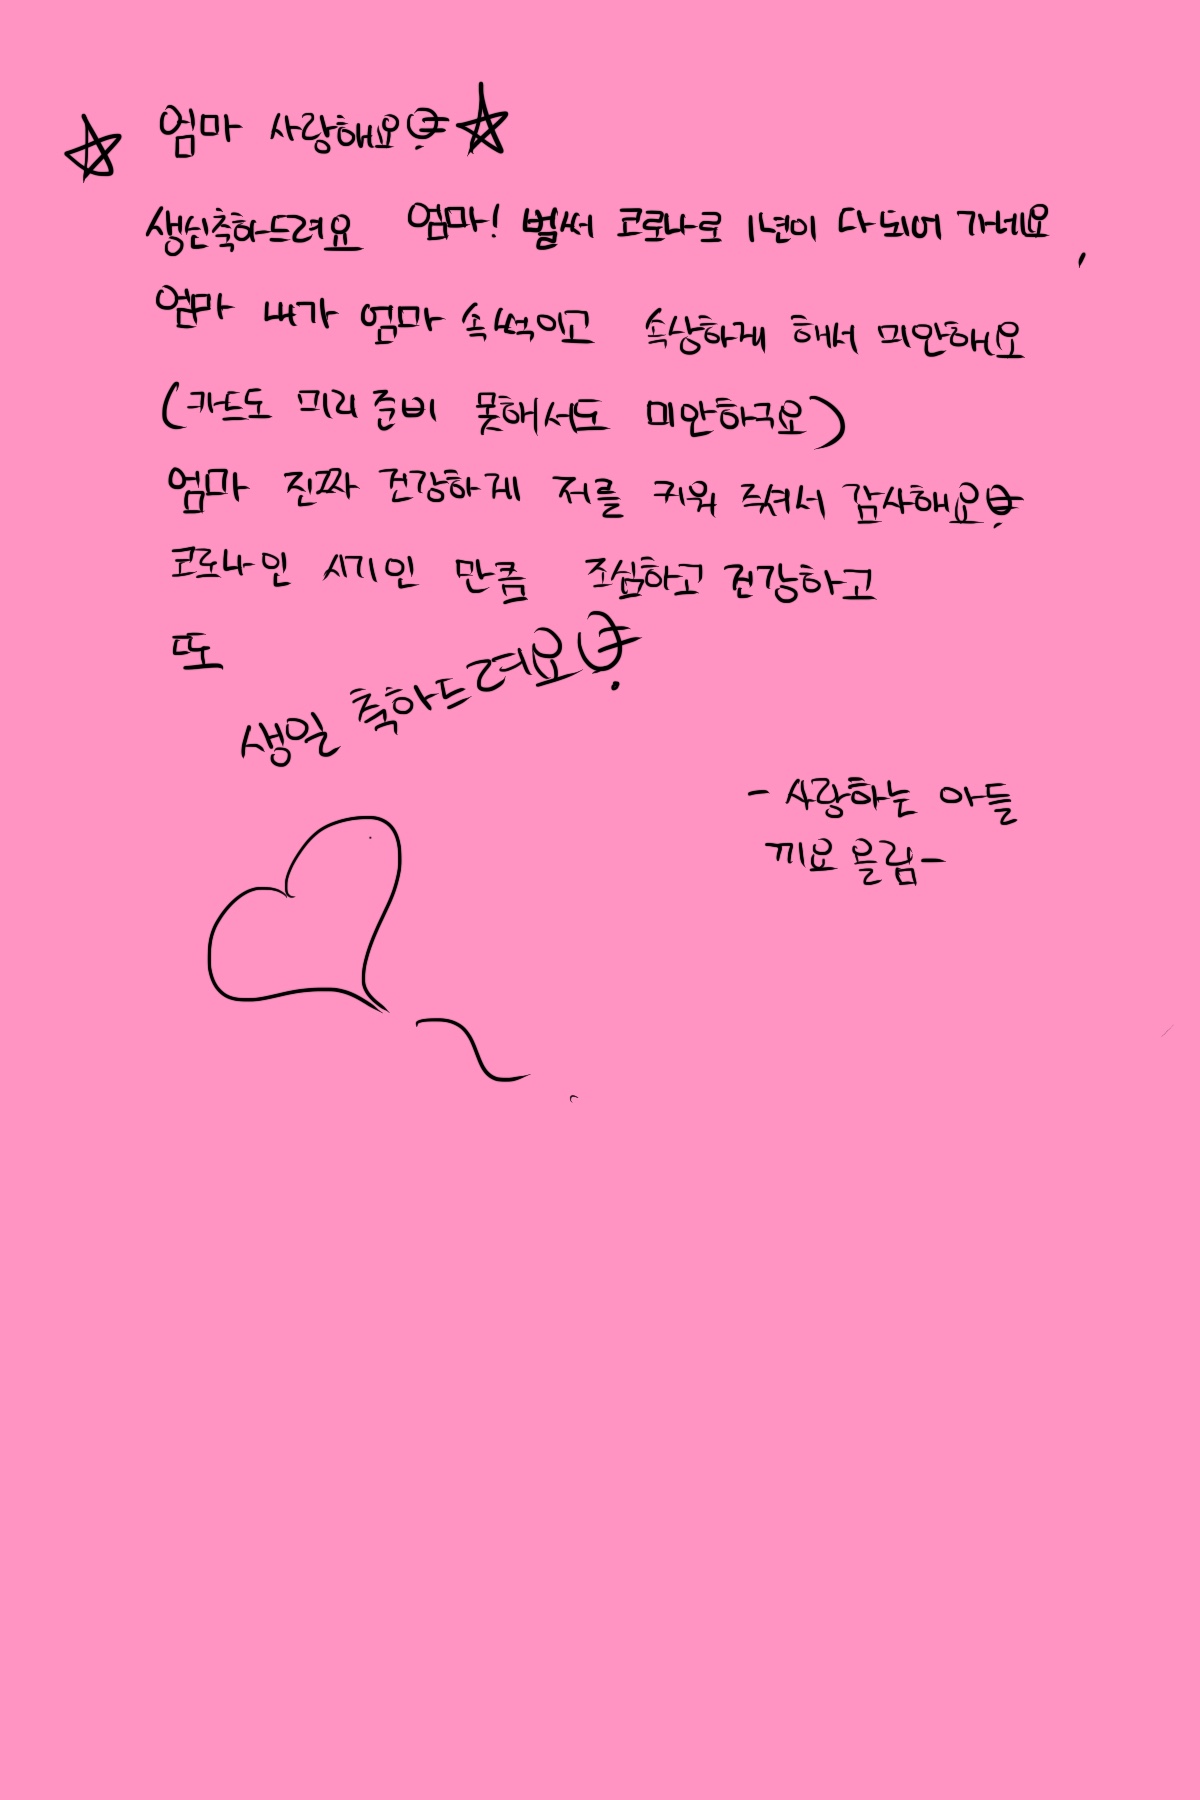 ☆ 엄마 사랑해요 ☆
생신축하드려요 엄마! 벌써 코로나로 1년이 다되어 가네요,
엄마 내가 엄마 속썩이고 속상하게 해서 미안해요
(카드도 미리 준비 못해서도 미안하구요)
엄마 진짜 건강하게 저를 키워 주셔서 감사해요
코로나인 시기인 만큼 조심하고 건강하고
또
생일 축하드려요
- 사랑하는 아들
끼요 올림-